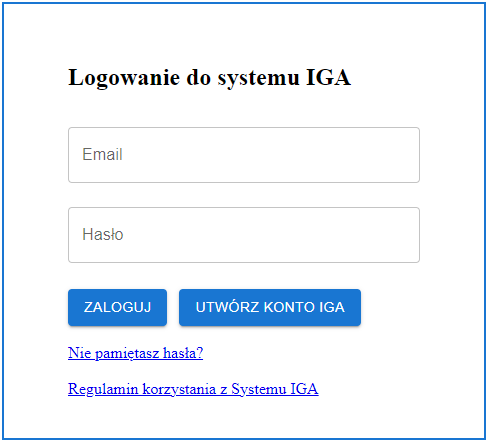 Logowanie do systemu IGA
Email
Hasło
ZALOGUJ UTWÓRZ KONTO IGA
Nie pamiętasz hasła?
Regulamin korzystania z Systemu IGA